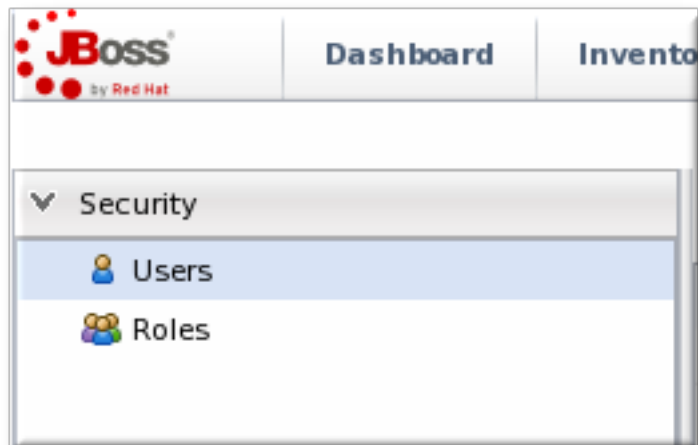 JBoss
by Red Hat
Dashboard
Invento
Security
Users
Roles